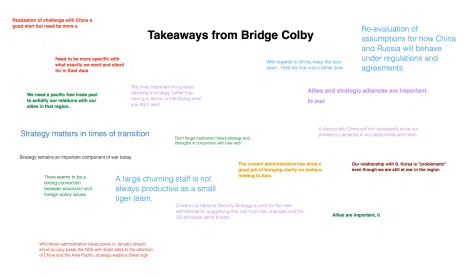 Realization of challenge with China a
good start but need be more a
Takeaways from Bridge Colby
Re-evaluation of
assumptions for how China
and Russia will behave
under regulations and
agreements
Need to be more specific with
what exactly we want and stand
for in East Asia
With regards to China, keep the door
open. Hold the line until a better time.
The most important thing about
planning a strategy, rather than
having a vector, is identifying what
you don't want
We need a pacific free trade pact
to solidify our relations with our
allies in that region.
Allies and strategic alliances are important.
to mai
Strategy matters in times of transition
Don't forget traditional military strategy and
strengths in conjunction with new tech
A democratic China will not necessarily solve our
problems / tensions in our relationship with them
Strategy remains an important component of war today
The current administration has done a
good job of bringing clarity on matters
relating to Asia
Our relationship with S. Korea is "problematic"
even though we are still at war in the region
There seems to be a
strong connection
between economic and
foreign policy issues
A large churning staff is not
always productive as a small
tiger team.
Current US National Security Strategy is valid for the next
administration, suggesting that not much has changed and the
US still faces same threats
Allies are important, it
Whichever administration takes power in January should
strive to copy paste the NDS with slight edits to the attention
of China and the Asia Pacific, strategy wears a dollar sign